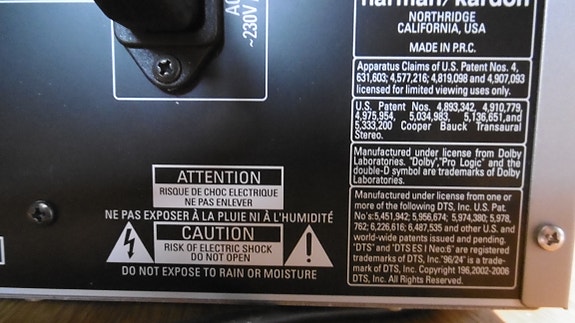 AC
~230V/
harman/kardon
NORTHRIDGE
CALIFORNIA, USA
MADE IN P.R.C.
Apparatus Claims of U.S. Patent Nos. 4,
631,603; 4,577,216; 4,819,098 and 4,907,093
licensed for limited viewing uses only.
U.S. Patent Nos. 4,893,342, 4,910,779,
4,975,954, 5,034,983, 5,136,651,and
5,333,200 Cooper Bauck Transaural
Stereo.
Manufactured under license from Dolby
Laboratories. "Dolby","Pro Logic" and the
double-D symbol are trademarks of Dolby
Laboratories.
Manufactured under license from one or
more of the following DTS, Inc. U.S. Pat.
No's:5,451,942; 5,956,674; 5,974,380; 5,978,
762; 6,226,616; 6,487,535 and other U.S. and
world-wide patents issued and pending.
"DTS" and "DTS ES I Neo:6" are registered
trademarks of DTS, Inc."96/24" is a trade-
mark of DTS, Inc. Copyright 196,2002-2006
DTS, Inc. All Rights Reserved.
ATTENTION
RISQUE DE CHOC ELECTRIQUE
NE PAS ENLEVER
NE PAS EXPOSER À LA PLUIE NI À L'HUMIDITÉ
CAUTION
RISK OF ELECTRIC SHOCK
DO NOT OPEN
DO NOT EXPOSE TO RAIN OR MOISTURE